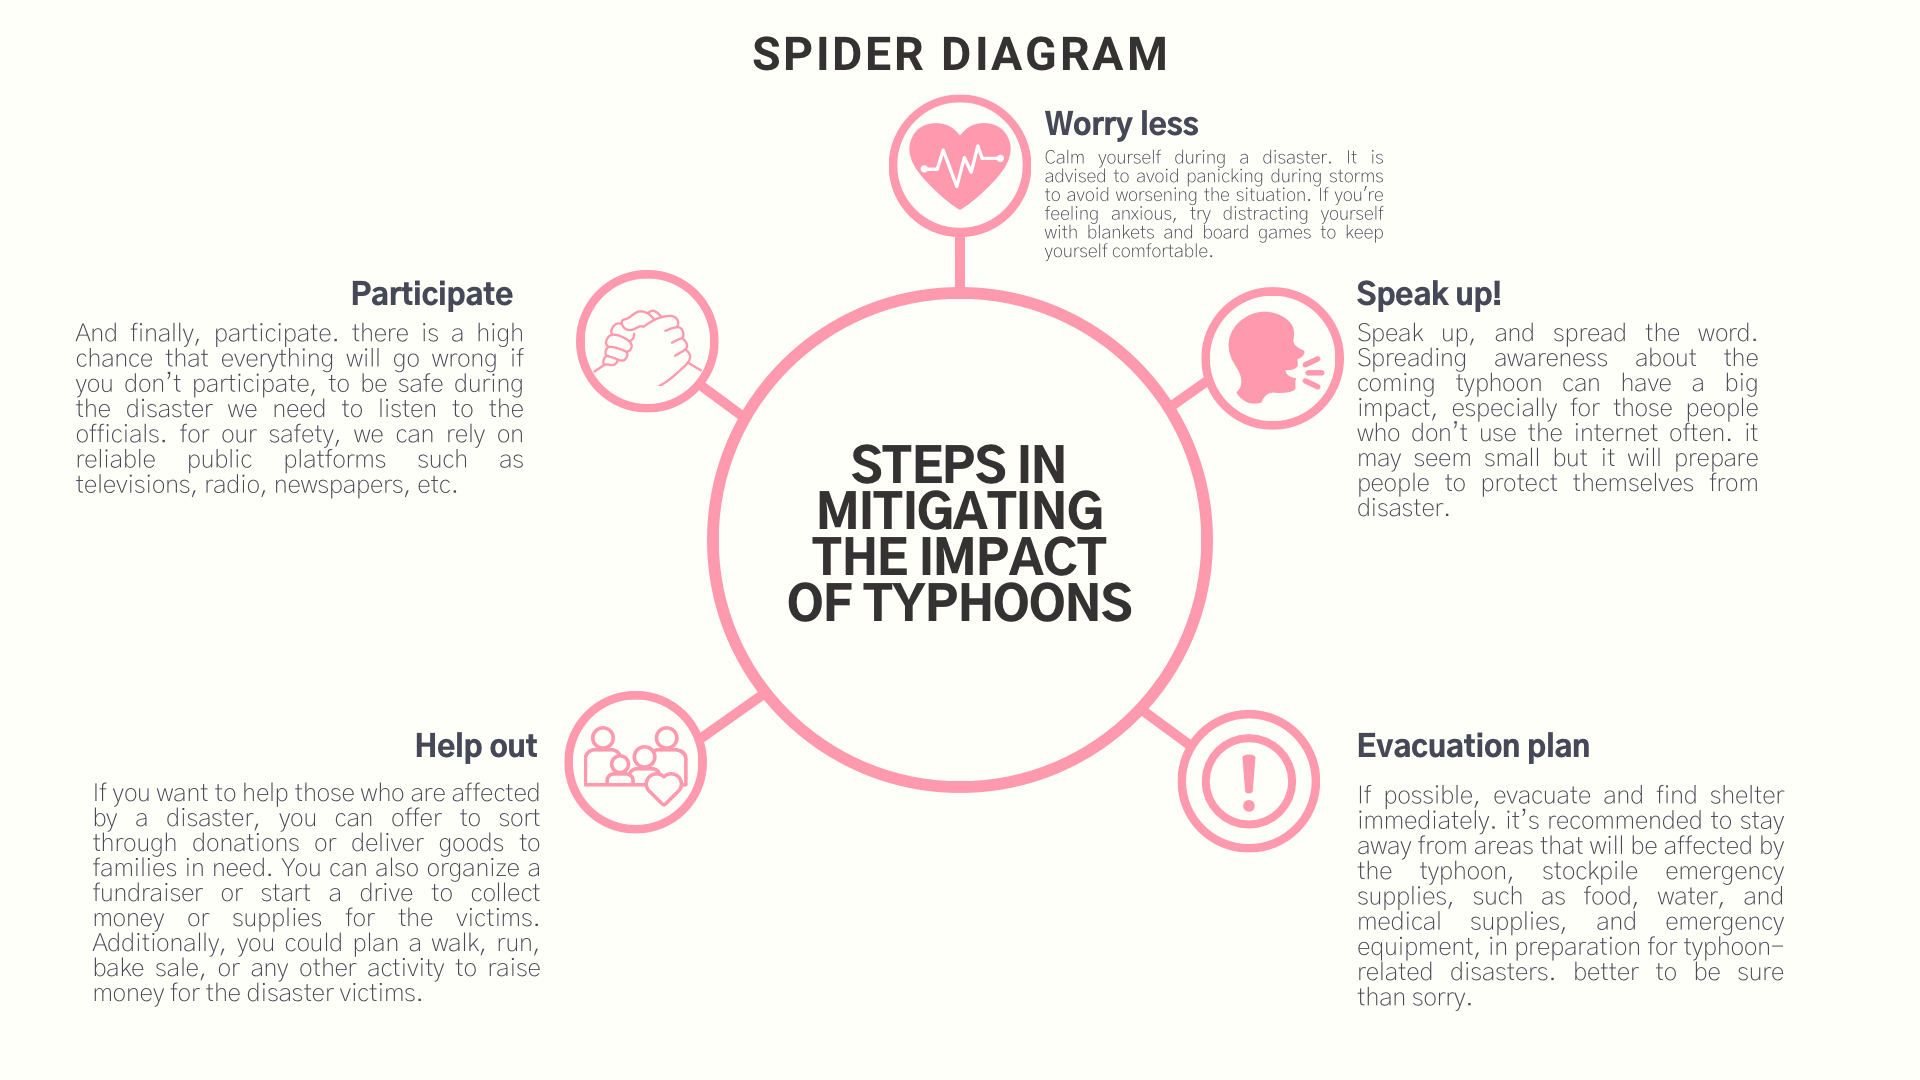 SPIDER DIAGRAM
Worry less
Calm yourself during a disaster. It is
advised to avoid panicking during storms
to avoid worsening the situation. If you're
feeling anxious, try distracting yourself
with blankets and board games to keep
yourself comfortable.
Speak up!
Speak up, and spread the word.
Spreading awareness about the
coming typhoon can have a big
impact, especially for those people
who don't use the internet often. it
may seem small but it will prepare
people to protect themselves from
disaster.
Evacuation plan
If possible, evacuate and find shelter
immediately. it's recommended to stay
away from areas that will be affected by
the typhoon, stockpile emergency
supplies, such as food, water, and
medical supplies, and emergency
equipment, in preparation for typhoon-
related disasters. better to be sure
than sorry.
Help out
If you want to help those who are affected
by a disaster, you can offer to sort
through donations or deliver goods to
families in need. You can also organize a
fundraiser or start a drive to collect
money or supplies for the victims.
Additionally, you could plan a walk, run,
bake sale, or any other activity to raise
money for the disaster victims.
Participate
And finally, participate. there is a high
chance that everything will go wrong if
you don't participate, to be safe during
the disaster we need to listen to the
officials. for our safety, we can rely on
reliable public platforms such as
televisions, radio, newspapers, etc.
STEPS IN
MITIGATING
THE IMPACT
OF TYPHOONS